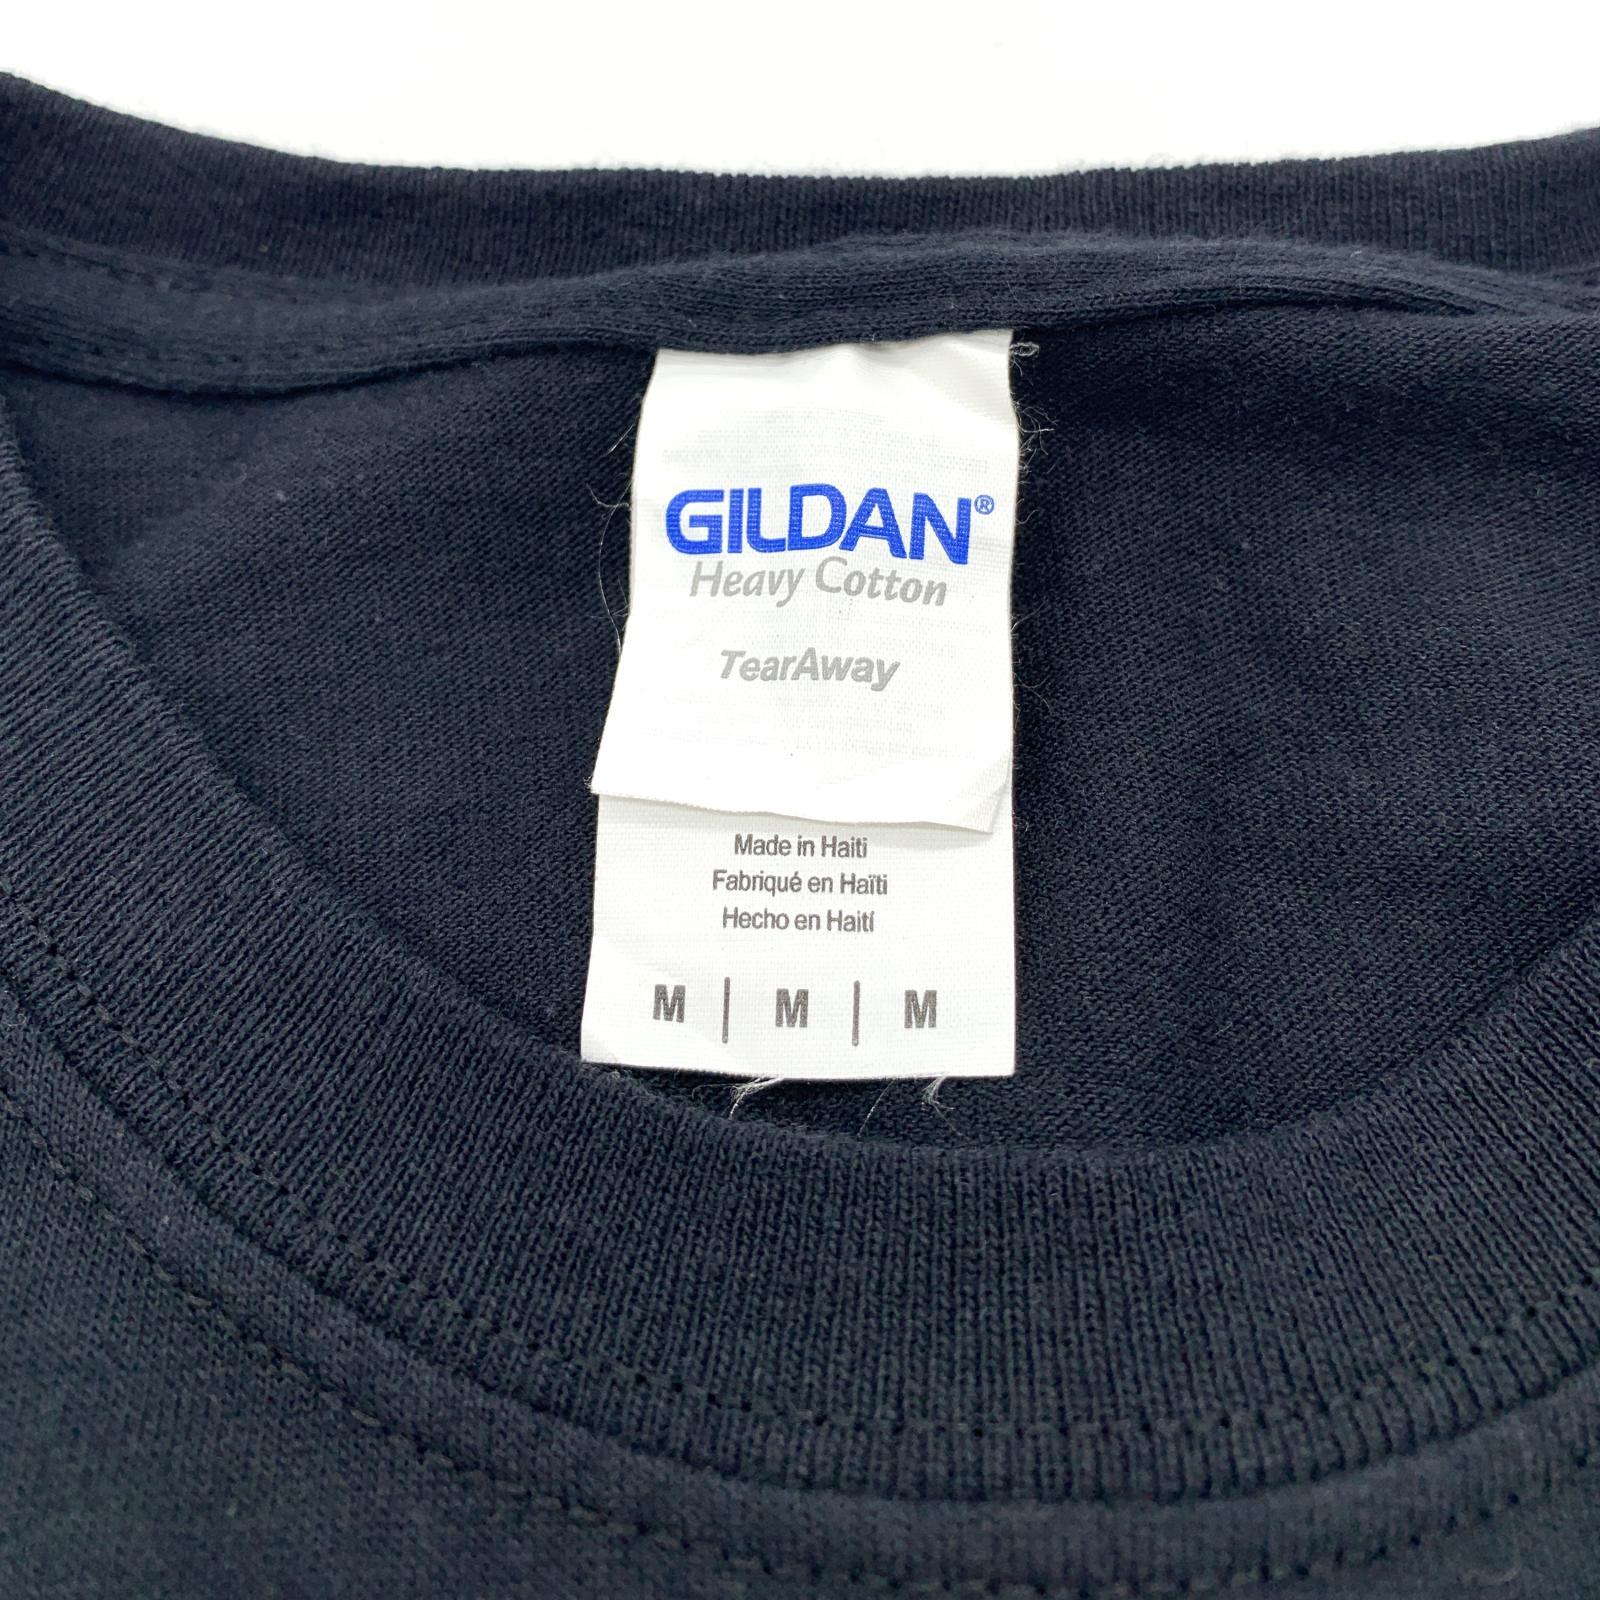 GILDAN®
Heavy Cotton
TearAway
Made in Haiti
Fabriqué en Haïti
Hecho en Haití
M | M | M